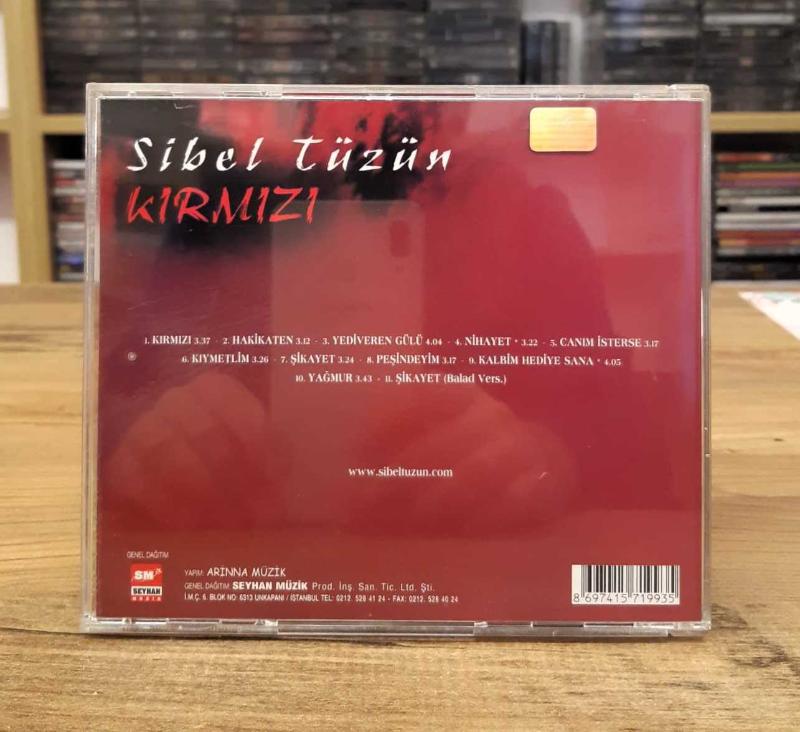 Sibel Tüzün
KIRMIZI
1. KIRMIZI 3.37 · 2. HAKİKATEN 3.12 · 3. YEDİVEREN GÜLÜ 4.04 · 4. NİHAYET * 3.22 · 5. CANIM İSTERSE 3.17
6. KIYMETLİM 3.26 · 7. ŞİKAYET 3.24 · 8. PEŞİNDEYİM 3.17 · 9. KALBİM HEDİYE SANA * 4.05
10. YAĞMUR 3.43 · 11. ŞİKAYET (Balad Vers.)
www.sibeltuzun.com
GENEL DAĞITIM
SM
SEYHAN
MÜZİK
YAPIM: ARİNNA MÜZİK
GENEL DAĞITIM SEYHAN MÜZİK Prod. İnş. San. Tic. Ltd. Şti.
İ.M.Ç. 6. BLOK NO: 6313 UNKAPANI / İSTANBUL TEL: 0212. 528 41 24 - FAX: 0212. 528 40 24
8 697415 719935